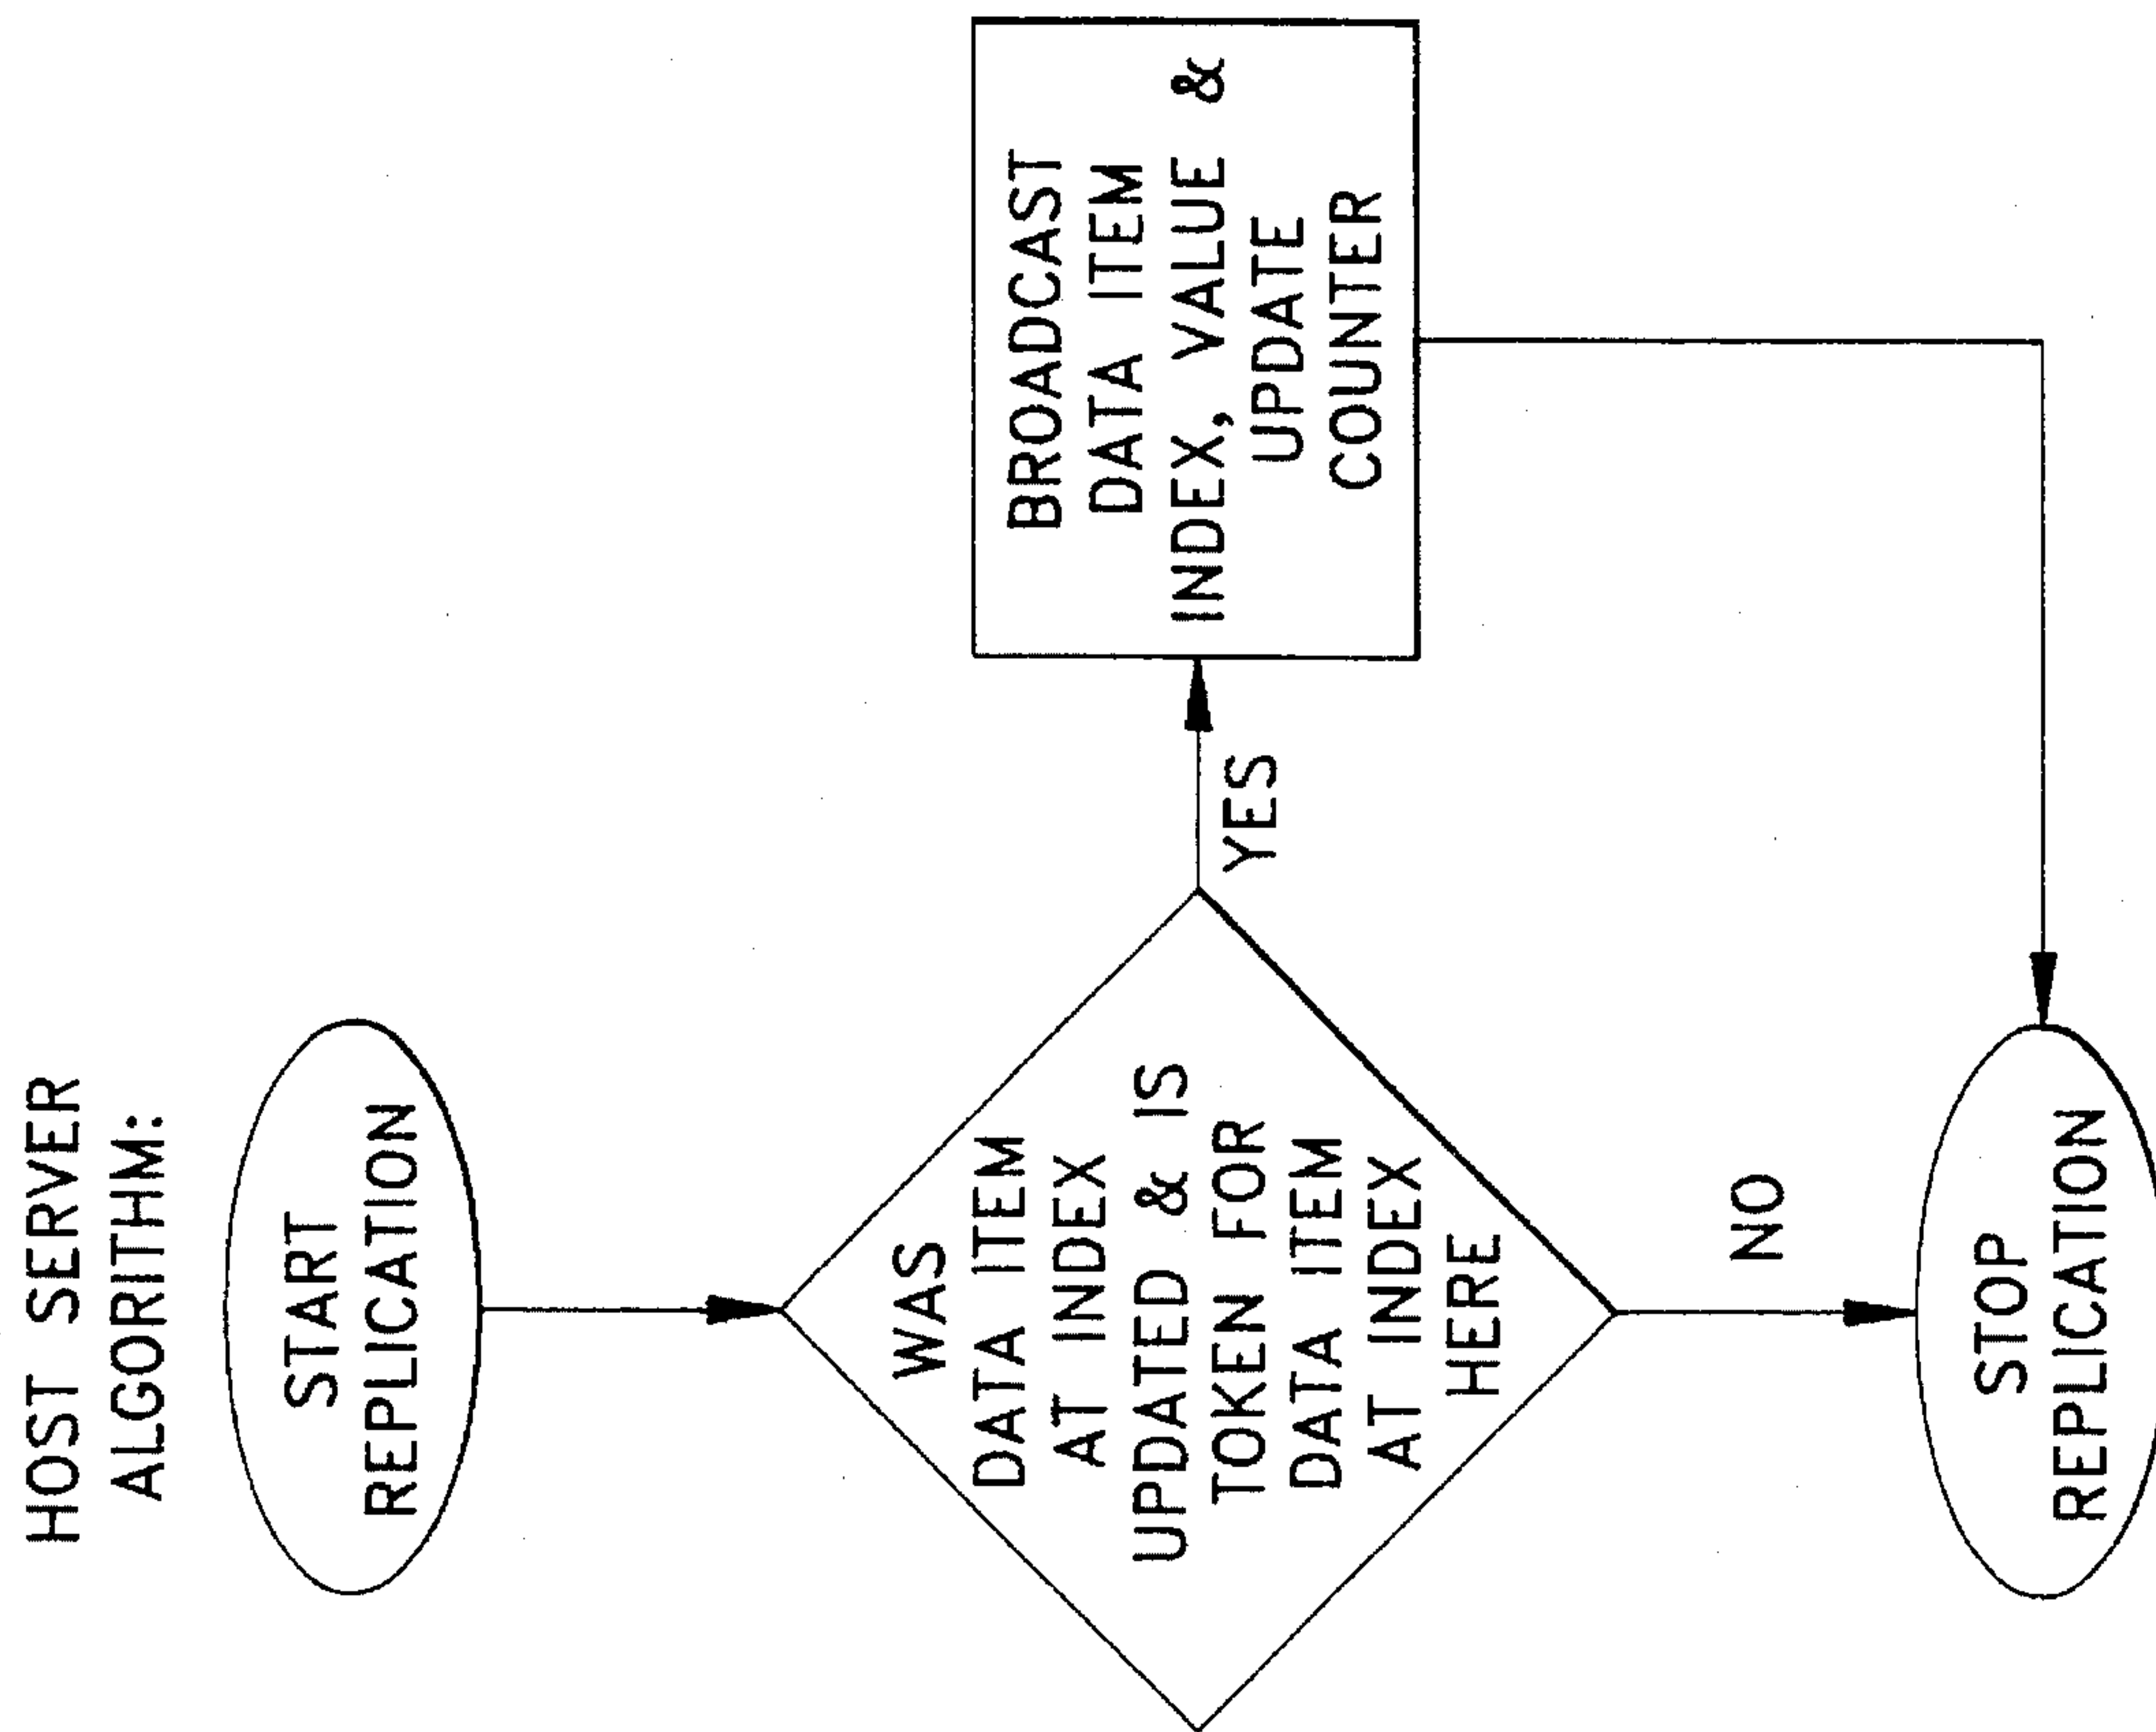 HOST SERVER
ALGORITHM:
START
REPLICATION
WAS
DATA ITEM
AT INDEX
UPDATED & IS
TOKEN FOR
DATA ITEM
AT INDEX
HERE
YES
BROADCAST
DATA ITEM
INDEX, VALUE &
UPDATE
COUNTER
NO
STOP
REPLICATION